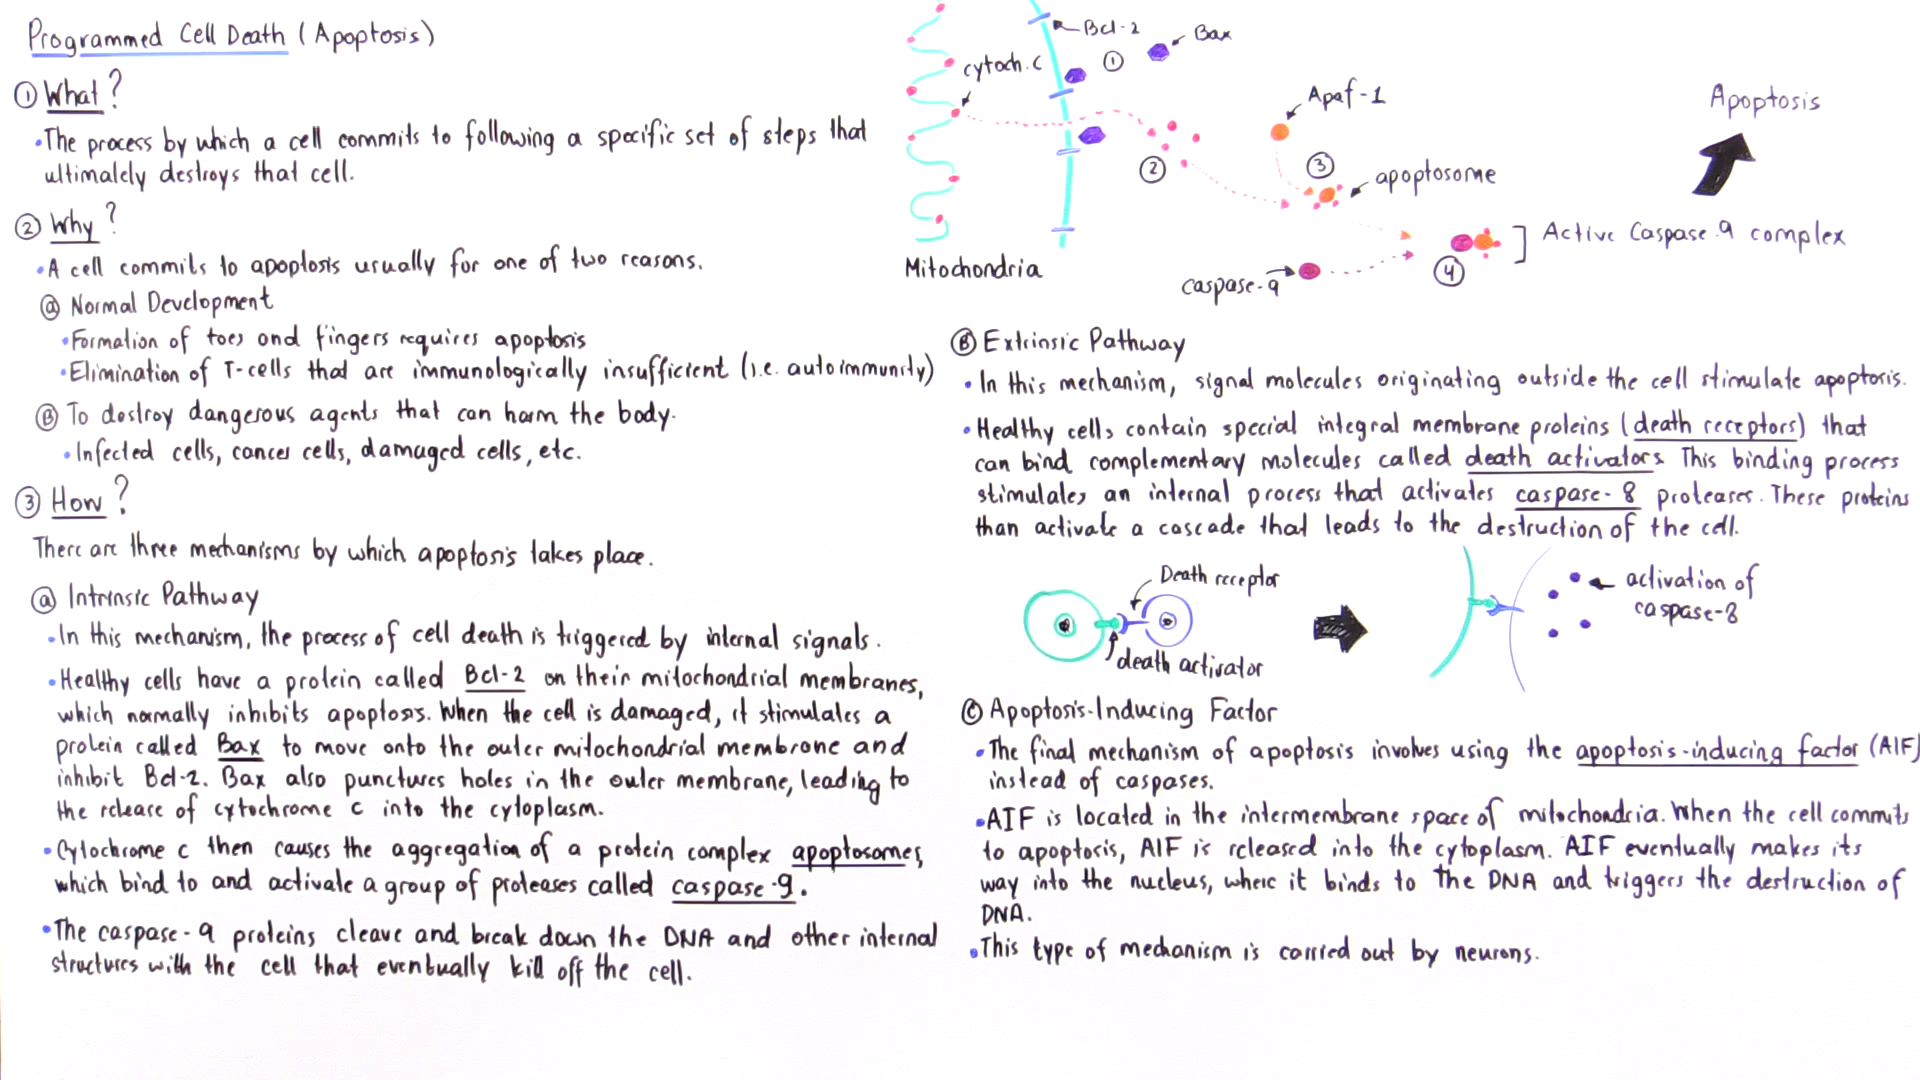 Programmed Cell Death (Apoptosis)
① What?
•The process by which a cell commits to following a specific set of steps that
ultimately destroys that cell.
② Why?
•A cell commits to apoptosis usually for one of two reasons.
ⓐ Normal Development
•Formation of toes and fingers requires apoptosis
•Elimination of T-cells that are immunologically insufficient (i.e. autoimmunity)
Ⓑ To destroy dangerous agents that can harm the body.
•Infected cells, cancer cells, damaged cells, etc.
③ How?
There are three mechanisms by which apoptosis takes place.
ⓐ Intrinsic Pathway
•In this mechanism, the process of cell death is triggered by internal signals.
•Healthy cells have a protein called Bcl-2 on their mitochondrial membranes,
which normally inhibits apoptosis. When the cell is damaged, it stimulates a
protein called Bax to move onto the outer mitochondrial membrane and
inhibit Bcl-2. Bax also punctures holes in the outer membrane, leading to
the release of cytochrome c into the cytoplasm.
•Cytochrome c then causes the aggregation of a protein complex apoptosomes,
which bind to and activate a group of proteases called caspase-9.
•The caspase-9 proteins cleave and break down the DNA and other internal
structures with the cell that eventually kill off the cell.
Bcl-2
①
Bax
cytoch.c
Apaf-1
Apoptosis
②
③
apoptosome
Active Caspase.9 complex
Mitochondria
caspase-9
④
Ⓑ Extrinsic Pathway
•In this mechanism, signal molecules originating outside the cell stimulate apoptosis.
•Healthy cells contain special integral membrane proteins (death receptors) that
can bind complementary molecules called death activators. This binding process
stimulates an internal process that activates caspase-8 proteases. These proteins
than activate a cascade that leads to the destruction of the cell.
Death receptor
death activator
activation of
caspase-8
Ⓒ Apoptosis-Inducing Factor
•The final mechanism of apoptosis involves using the apoptosis-inducing factor (AIF)
instead of caspases.
•AIF is located in the intermembrane space of mitochondria. When the cell commits
to apoptosis, AIF is released into the cytoplasm. AIF eventually makes its
way into the nucleus, where it binds to the DNA and triggers the destruction of
DNA.
•This type of mechanism is carried out by neurons.